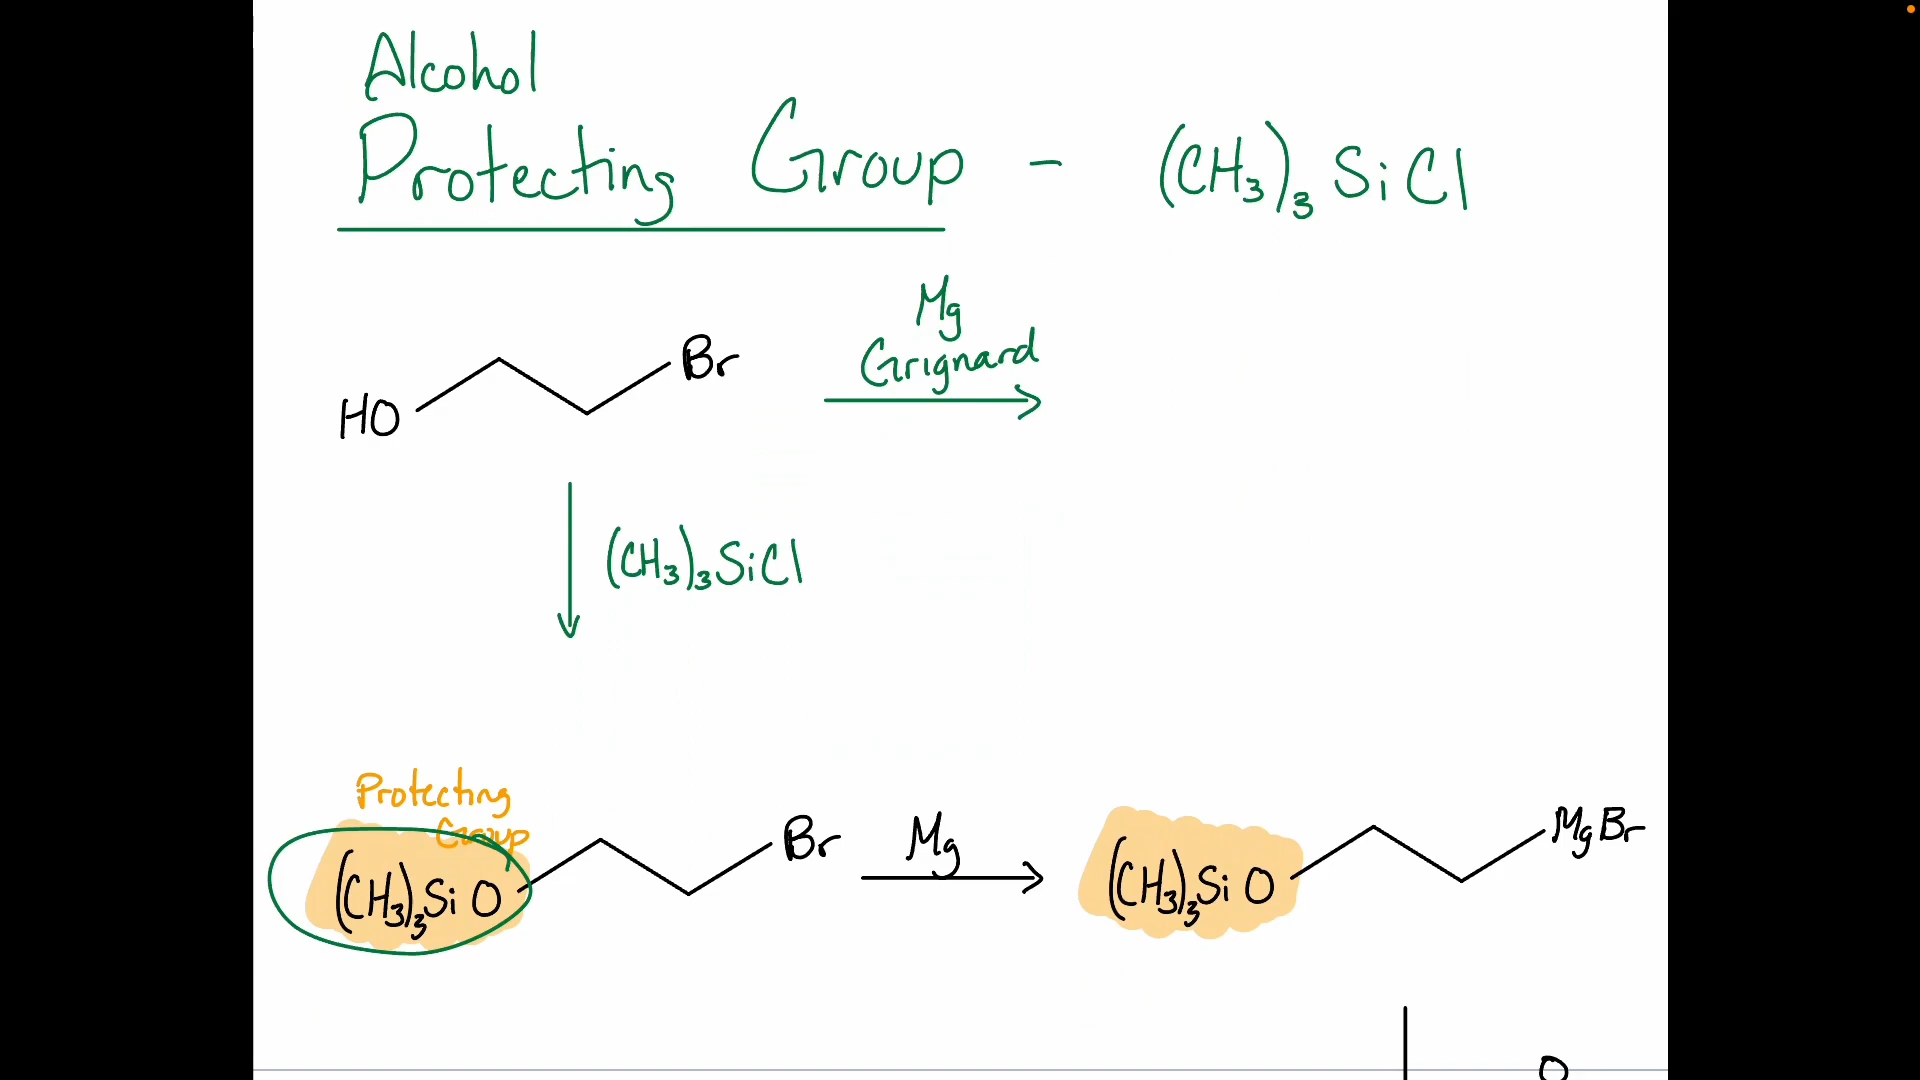 Alcohol
Protecting Group - (CH₃)₃SiCl
Mg
Grignard
HO Br
(CH₃)₃SiCl
Protecting
Group
(CH₃)₃SiO Br
Mg
(CH₃)₃SiO MgBr
O